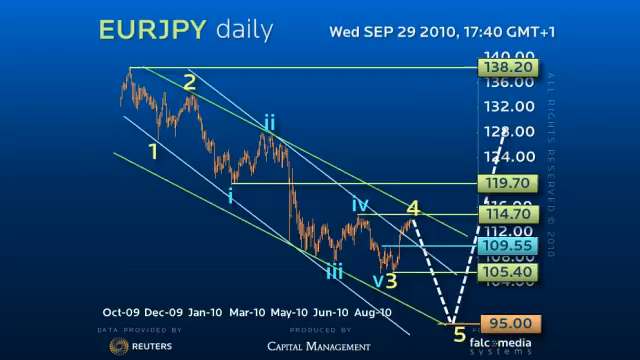 EURJPY daily
Wed SEP 29 2010, 17:40 GMT+1
140.00
138.20
136.00
2
132.00
ii
128.00
1
124.00
119.70
i
iv
4
114.70
112.00
109.55
iii
v3
105.40
104.00
Oct-09 Dec-09 Jan-10 Mar-10 May-10 Jun-10 Aug-10
95.00
5
DATA PROVIDED BY
PRODUCED BY
REUTERS
CAPITAL MANAGEMENT
falc media
systems
ALL RIGHTS RESERVED © 2010